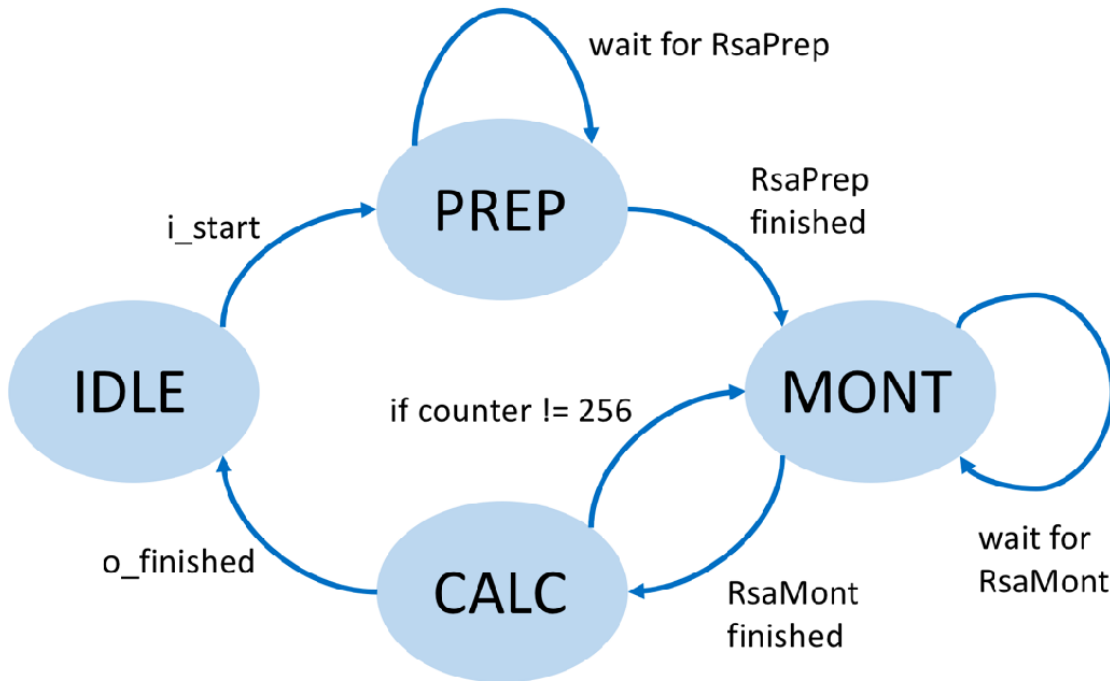 wait for RsaPrep
PREP
RsaPrep
finished
i_start
IDLE
MONT
if counter != 256
o_finished
CALC
RsaMont
finished
wait for
RsaMont